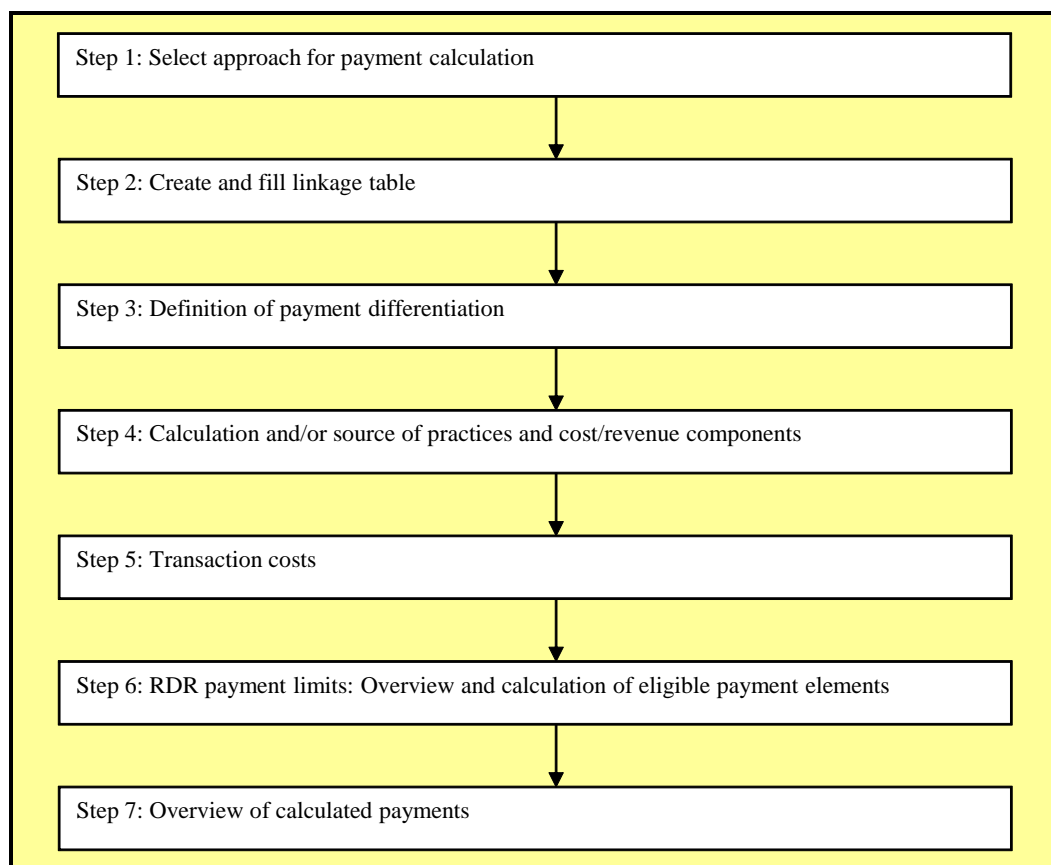 Step 1: Select approach for payment calculation
Step 2: Create and fill linkage table
Step 3: Definition of payment differentiation
Step 4: Calculation and/or source of practices and cost/revenue components
Step 5: Transaction costs
Step 6: RDR payment limits: Overview and calculation of eligible payment elements
Step 7: Overview of calculated payments